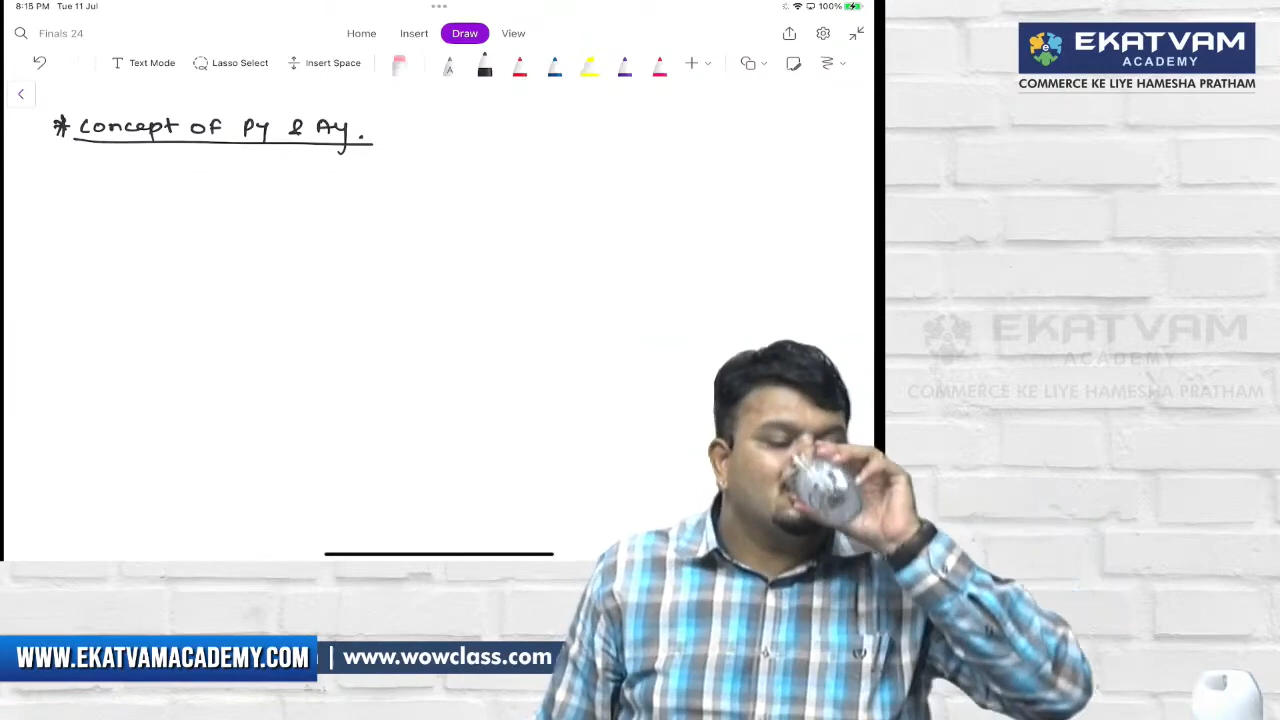 8:15 PM Tue 11 Jul
100%
Finals 24
Home Insert Draw View
Text Mode Lasso Select Insert Space
* Concept of Py & Ay.
EKATVAM
ACADEMY
COMMERCE KE LIYE HAMESHA PRATHAM
EKATVAM
ACADEMY
COMMERCE KE LIYE HAMESHA PRATHAM
WWW.EKATVAMACADEMY.COM | www.wowclass.com